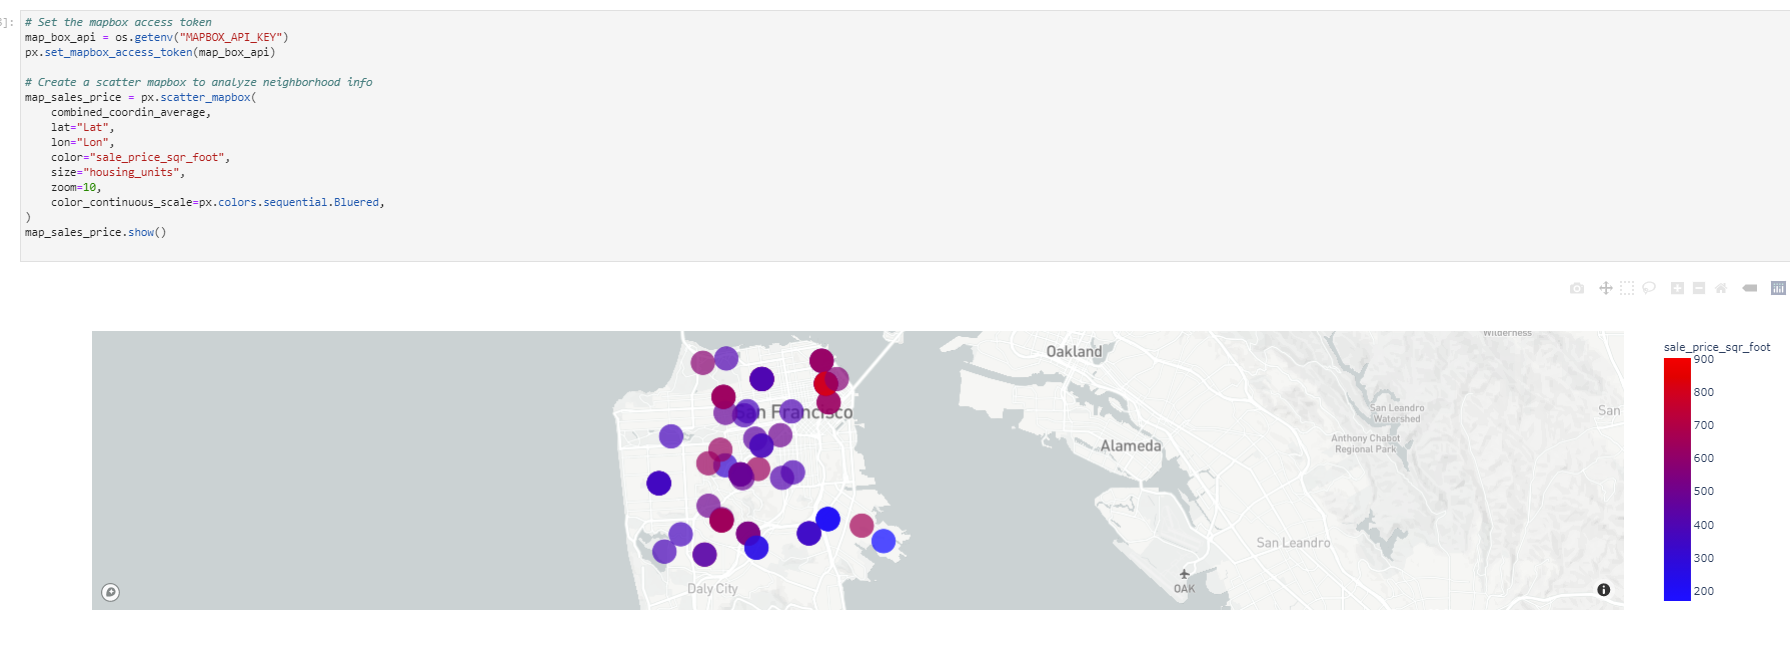 ]:
# Set the mapbox access token
map_box_api = os.getenv("MAPBOX_API_KEY")
px.set_mapbox_access_token(map_box_api)
# Create a scatter mapbox to analyze neighborhood info
map_sales_price = px.scatter_mapbox(
    combined_coordin_average,
    lat="Lat",
    lon="Lon",
    color="sale_price_sqr_foot",
    size="housing_units",
    zoom=10,
    color_continuous_scale=px.colors.sequential.Bluered,
)
map_sales_price.show()
Wilderness
sale_price_sqr_foot
Oakland
900
800
San Francisco
San Leandro
Watershed
San
700
Alameda
Anthony Chabot
Regional Park
600
500
400
San Leandro
300
Daly City
OAK
200